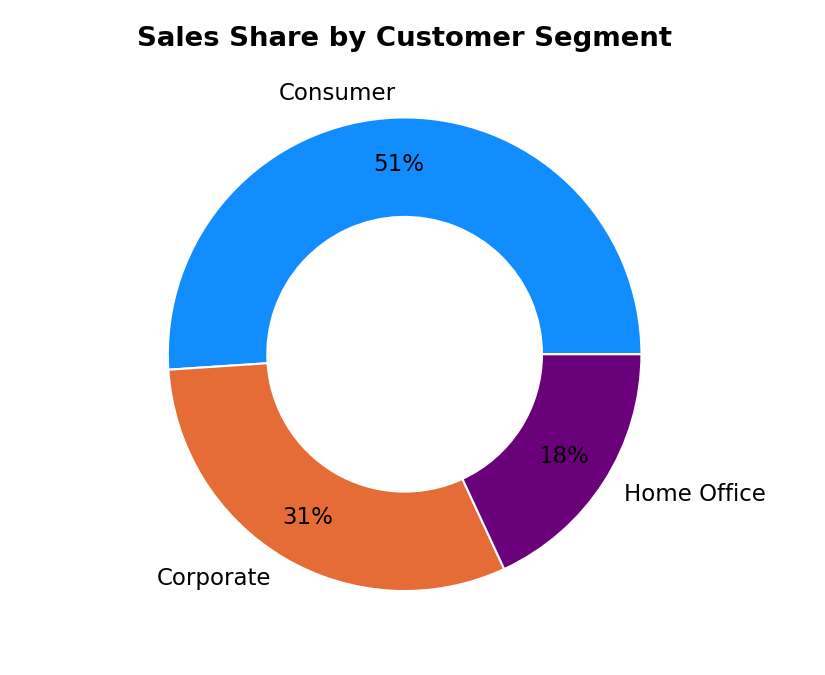 Sales Share by Customer Segment
Consumer
51%
18%
Home Office
31%
Corporate